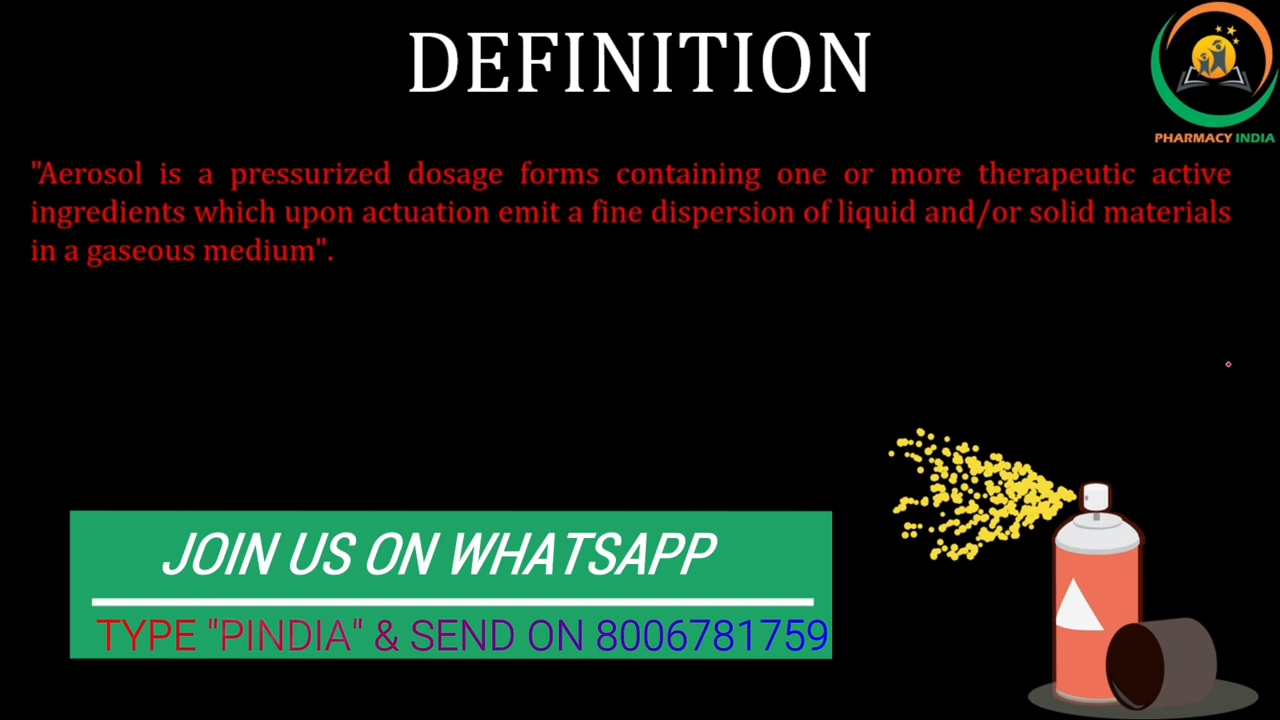 DEFINITION
PHARMACY INDIA
"Aerosol is a pressurized dosage forms containing one or more therapeutic active
ingredients which upon actuation emit a fine dispersion of liquid and/or solid materials
in a gaseous medium".
JOIN US ON WHATSAPP
TYPE "PINDIA" & SEND ON 8006781759